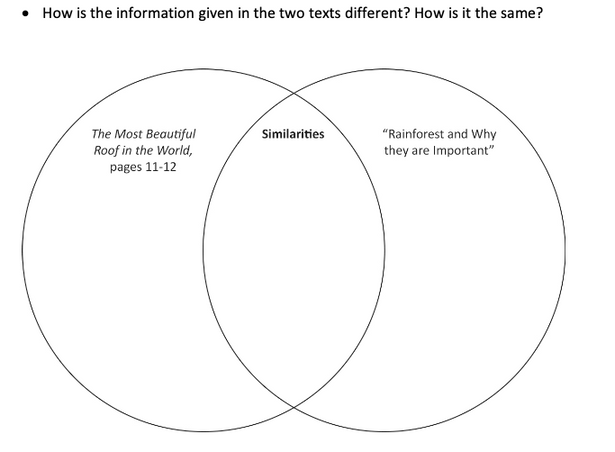 • How is the information given in the two texts different? How is it the same?
The Most Beautiful
Roof in the World,
pages 11-12
Similarities
“Rainforest and Why
they are Important”